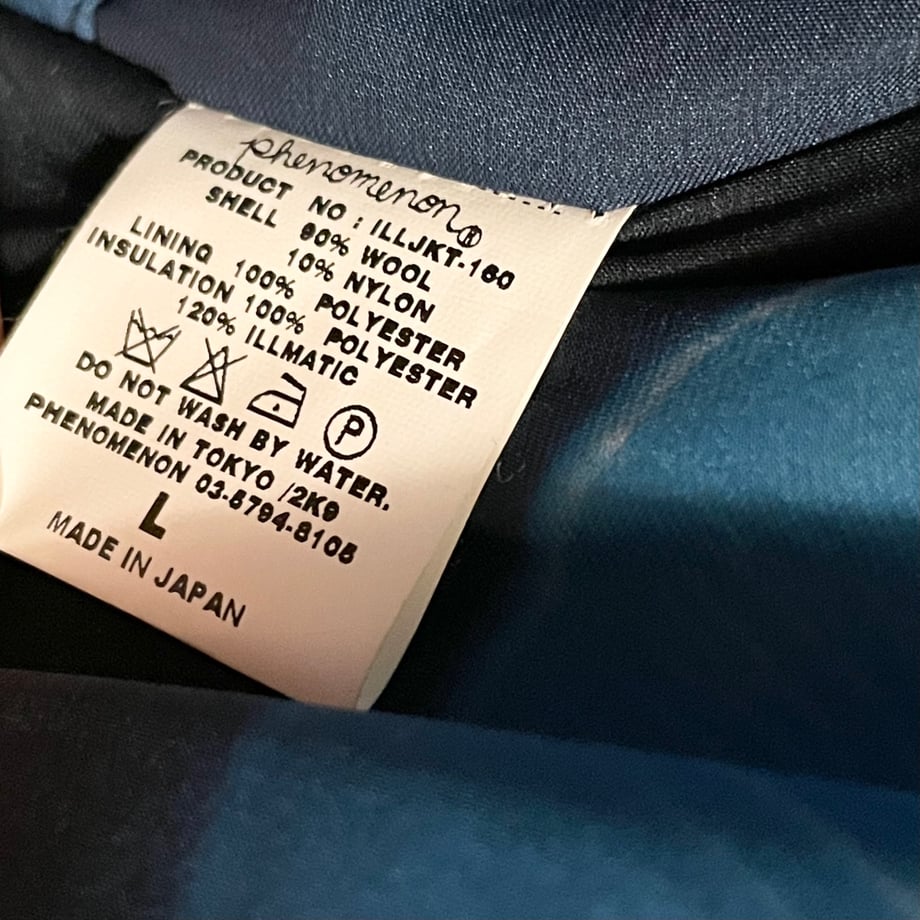 phenomenon®
PRODUCT NO : ILLJKT-160
SHELL 90% WOOL
10% NYLON
LINING 100% POLYESTER
INSULATION 100% POLYESTER
120% ILLMATIC
P
DO NOT WASH BY WATER.
MADE IN TOKYO /2K9
PHENOMENON 03-5794-8105
L
MADE IN JAPAN